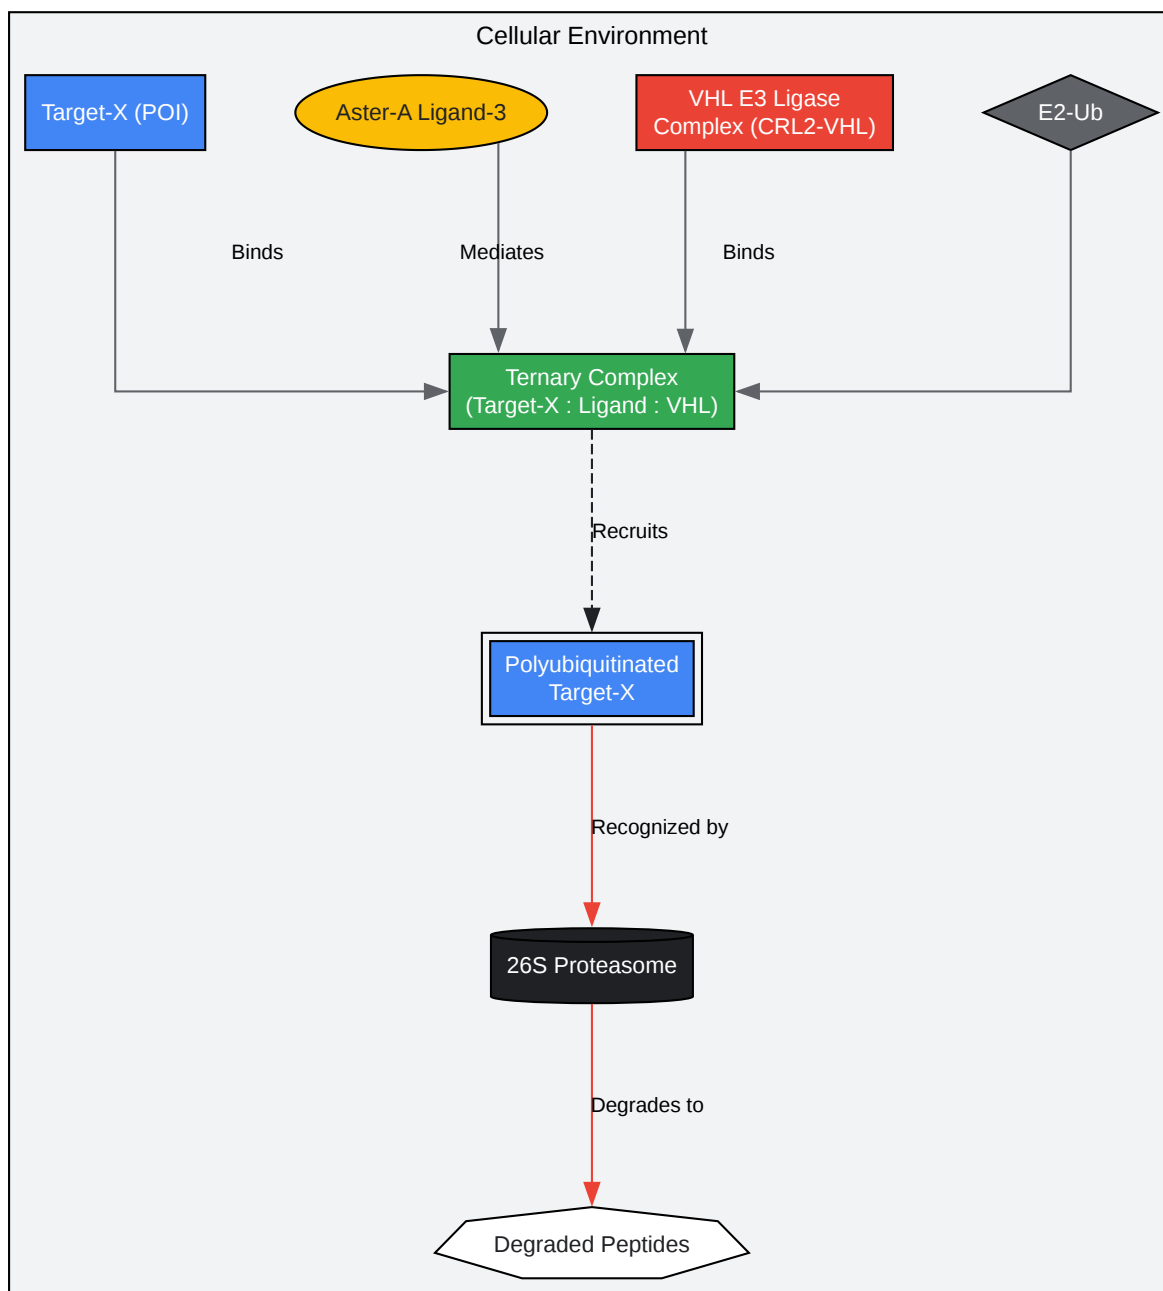 Cellular Environment
Target-X (POI)
Aster-A Ligand-3
VHL E3 Ligase
Complex (CRL2-VHL)
E2-Ub
Binds
Mediates
Binds
Ternary Complex
(Target-X : Ligand : VHL)
Recruits
Polyubiquitinated
Target-X
Recognized by
26S Proteasome
Degrades to
Degraded Peptides